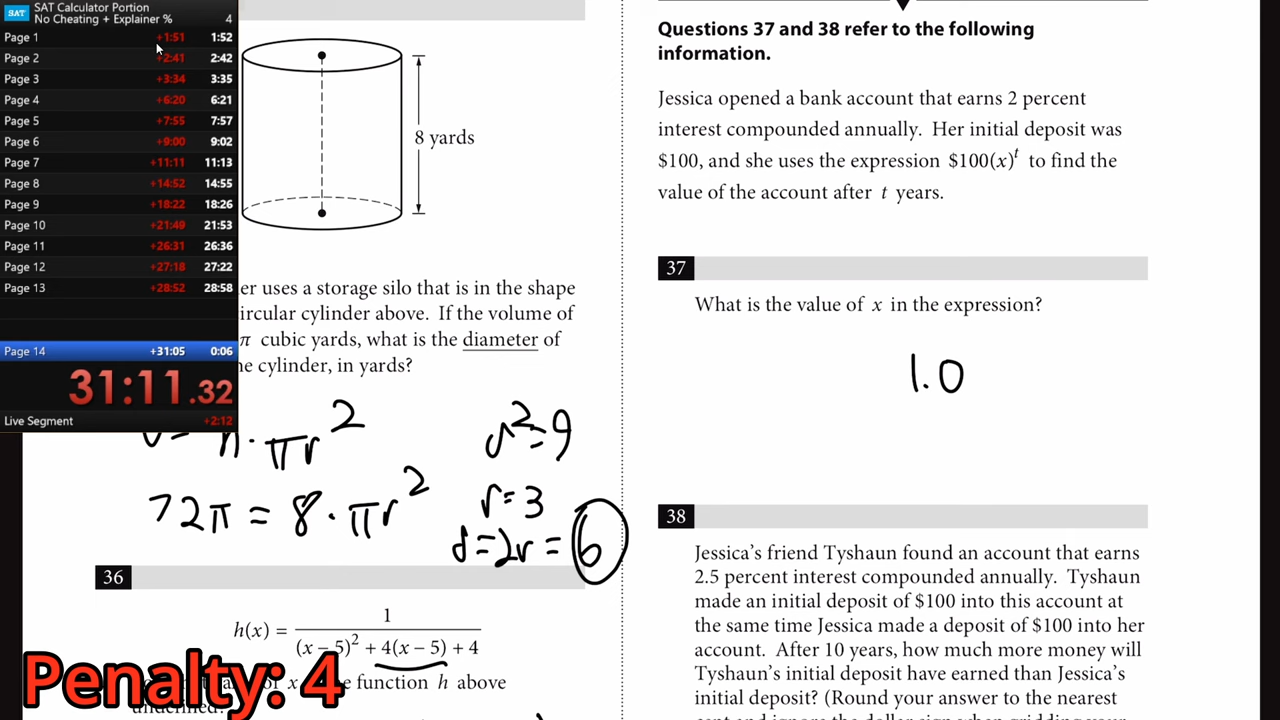 SAT
SAT Calculator Portion
No Cheating + Explainer % 4
Page 1 +1:51 1:52
Page 2 +2:41 2:42
Page 3 +3:34 3:35
Page 4 +6:20 6:21
Page 5 +7:55 7:57
Page 6 +9:00 9:02
Page 7 +11:11 11:13
Page 8 +14:52 14:55
Page 9 +18:22 18:26
Page 10 +21:49 21:53
Page 11 +26:31 26:36
Page 12 +27:18 27:22
Page 13 +28:52 28:58
Page 14 +31:05 0:06
31:11.32
Live Segment +2:12
8 yards
er uses a storage silo that is in the shape
ircular cylinder above. If the volume of
π cubic yards, what is the diameter of
e cylinder, in yards?
πr²
72π = 8 · πr²
r²=9
r=3
d=2r=6
36
h(x) = 1 / (x − 5)² + 4(x − 5) + 4
x
e function h above
Penalty: 4
Questions 37 and 38 refer to the following
information.
Jessica opened a bank account that earns 2 percent
interest compounded annually. Her initial deposit was
$100, and she uses the expression $100(x)ᵗ to find the
value of the account after t years.
37
What is the value of x in the expression?
1.0
38
Jessica’s friend Tyshaun found an account that earns
2.5 percent interest compounded annually. Tyshaun
made an initial deposit of $100 into this account at
the same time Jessica made a deposit of $100 into her
account. After 10 years, how much more money will
Tyshaun’s initial deposit have earned than Jessica’s
initial deposit? (Round your answer to the nearest